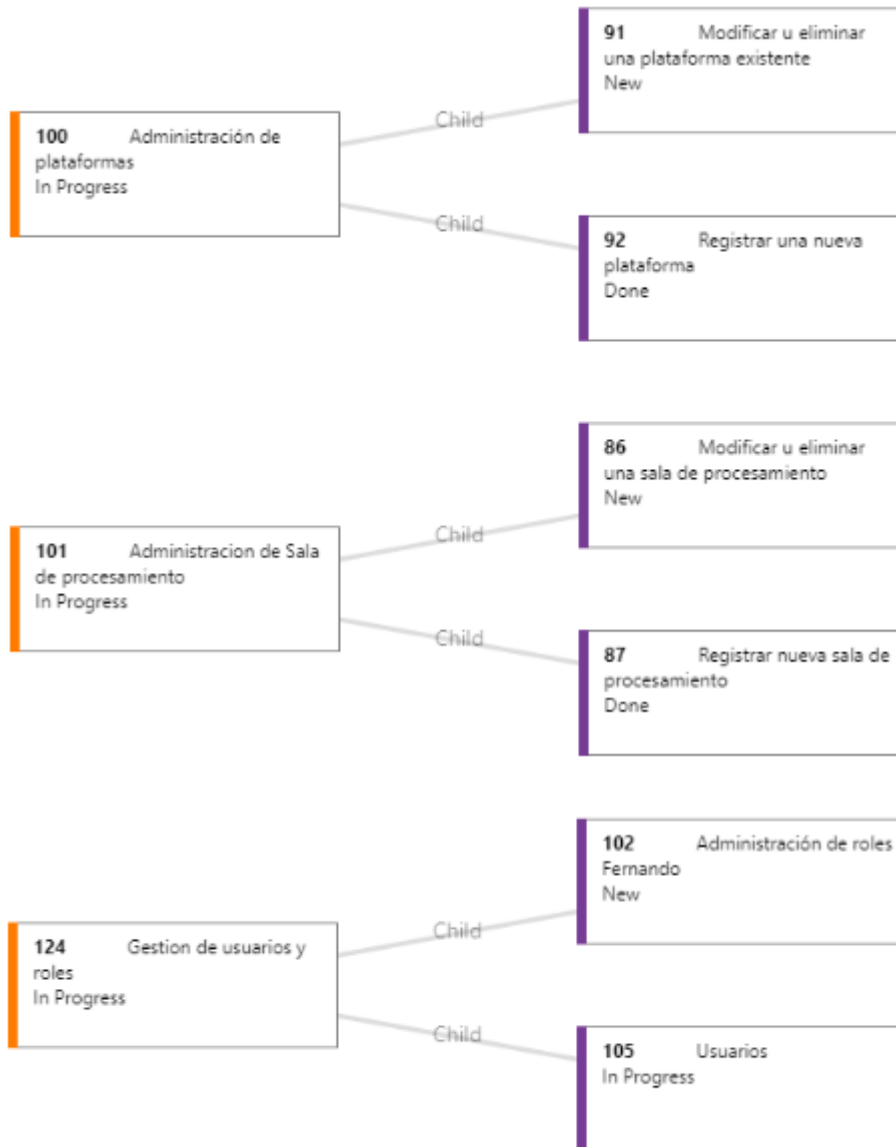 91 Modificar u eliminar
una plataforma existente
New
100 Administración de
plataformas
In Progress
Child
Child
92 Registrar una nueva
plataforma
Done
86 Modificar u eliminar
una sala de procesamiento
New
101 Administracion de Sala
de procesamiento
In Progress
Child
Child
87 Registrar nueva sala de
procesamiento
Done
102 Administración de roles
Fernando
New
124 Gestion de usuarios y
roles
In Progress
Child
Child
105 Usuarios
In Progress